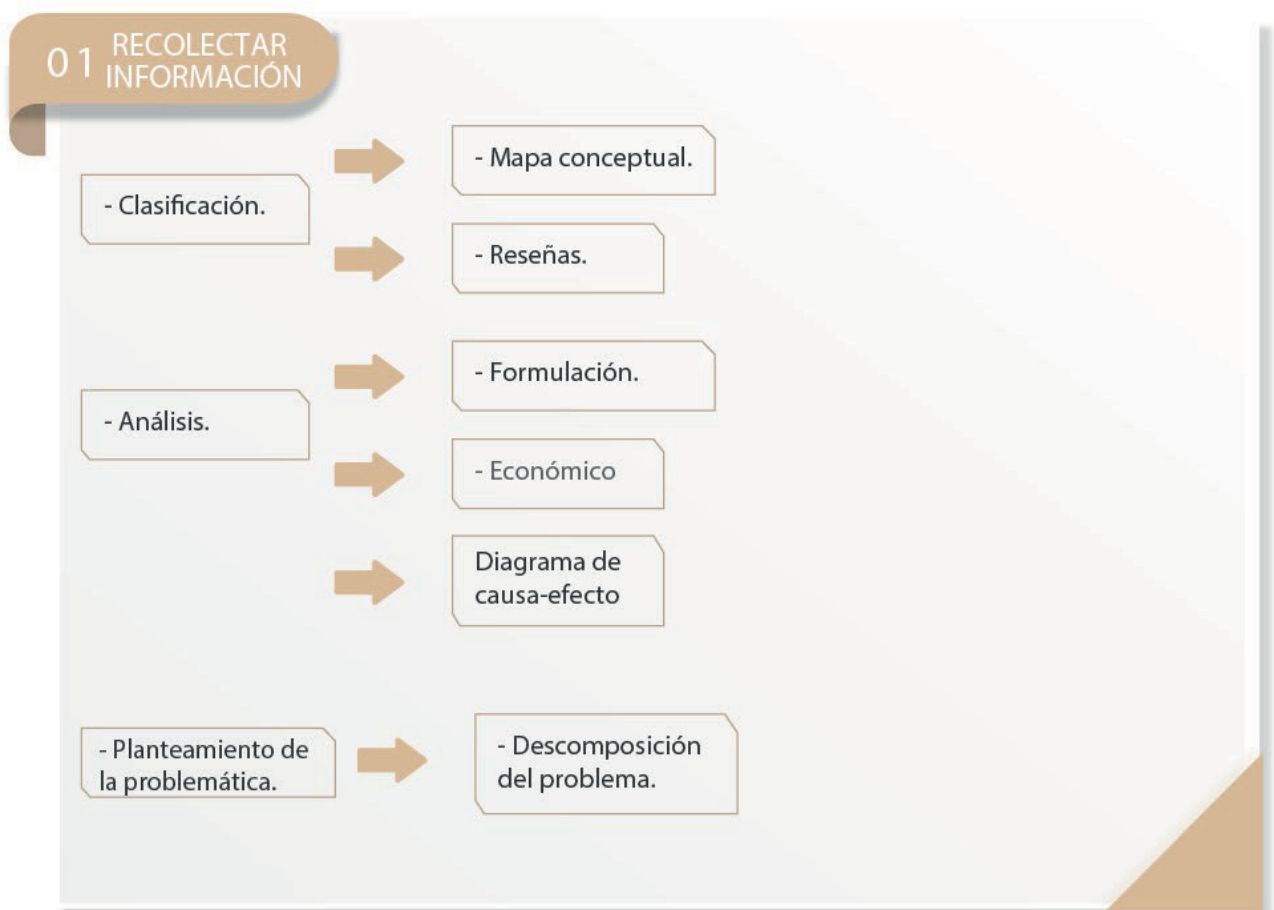 01 RECOLECTAR
INFORMACIÓN
- Clasificación.
- Mapa conceptual.
- Reseñas.
- Análisis.
- Formulación.
- Económico
Diagrama de
causa-efecto
- Planteamiento de
la problemática.
- Descomposición
del problema.